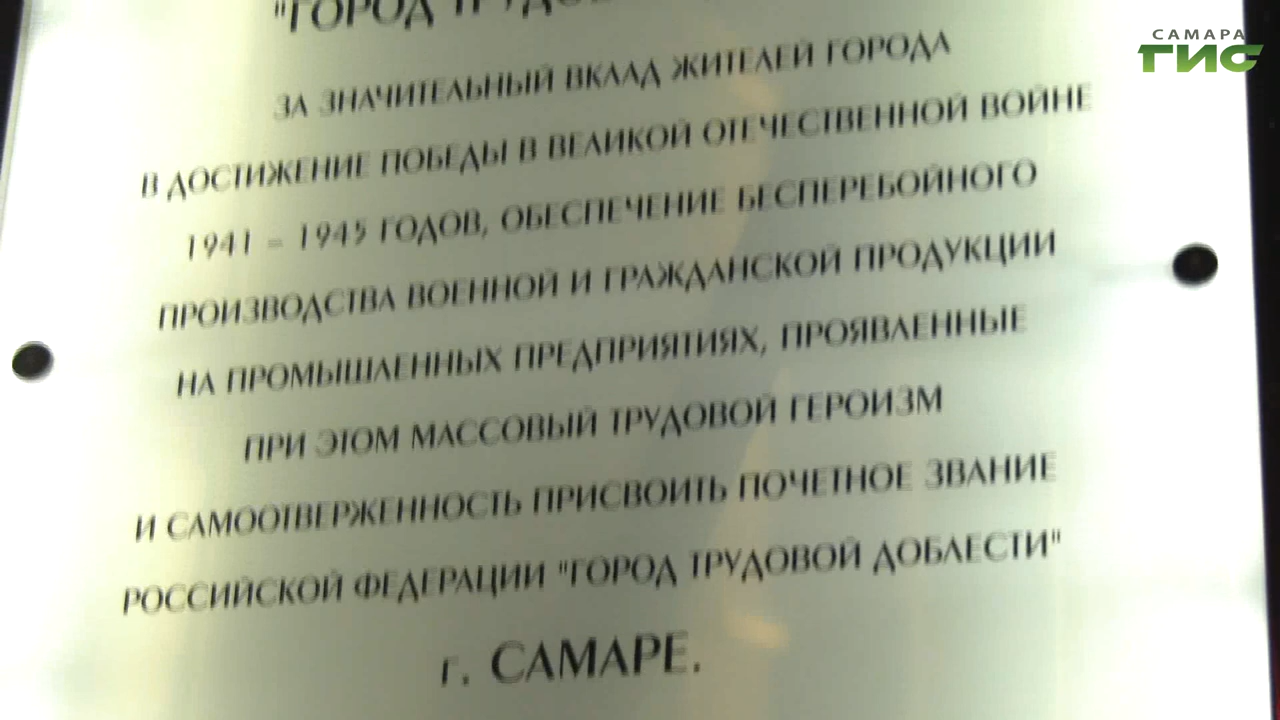 "ГОРОД ТРУДОВ
ЗА ЗНАЧИТЕЛЬНЫЙ ВКЛАД ЖИТЕЛЕЙ ГОРОДА
В ДОСТИЖЕНИЕ ПОБЕДЫ В ВЕЛИКОЙ ОТЕЧЕСТВЕННОЙ ВОЙНЕ
1941 – 1945 ГОДОВ, ОБЕСПЕЧЕНИЕ БЕСПЕРЕБОЙНОГО
ПРОИЗВОДСТВА ВОЕННОЙ И ГРАЖДАНСКОЙ ПРОДУКЦИИ
НА ПРОМЫШЛЕННЫХ ПРЕДПРИЯТИЯХ, ПРОЯВЛЕННЫЕ
ПРИ ЭТОМ МАССОВЫЙ ТРУДОВОЙ ГЕРОИЗМ
И САМООТВЕРЖЕННОСТЬ ПРИСВОИТЬ ПОЧЕТНОЕ ЗВАНИЕ
РОССИЙСКОЙ ФЕДЕРАЦИИ "ГОРОД ТРУДОВОЙ ДОБЛЕСТИ"
г. САМАРЕ.
САМАРА
ГИС